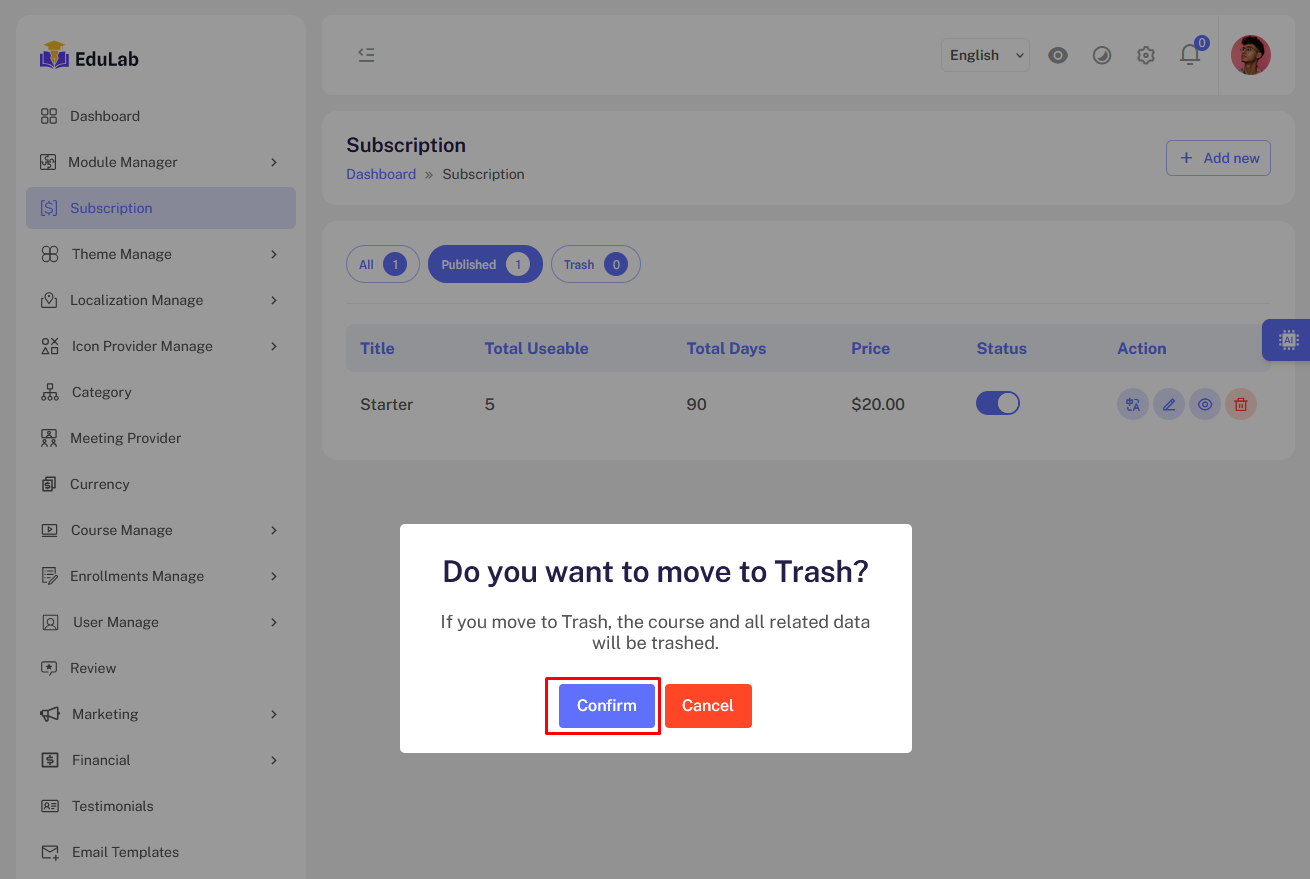 EduLab
English
0
Dashboard
Module Manager
Subscription
Theme Manage
Localization Manage
Icon Provider Manage
Category
Meeting Provider
Currency
Course Manage
Enrollments Manage
User Manage
Review
Marketing
Financial
Testimonials
Email Templates
Subscription
Dashboard » Subscription
+ Add new
All 1 Published 1 Trash 0
Title Total Useable Total Days Price Status Action
Starter 5 90 $20.00
AI
Do you want to move to Trash?
If you move to Trash, the course and all related data
will be trashed.
Confirm Cancel